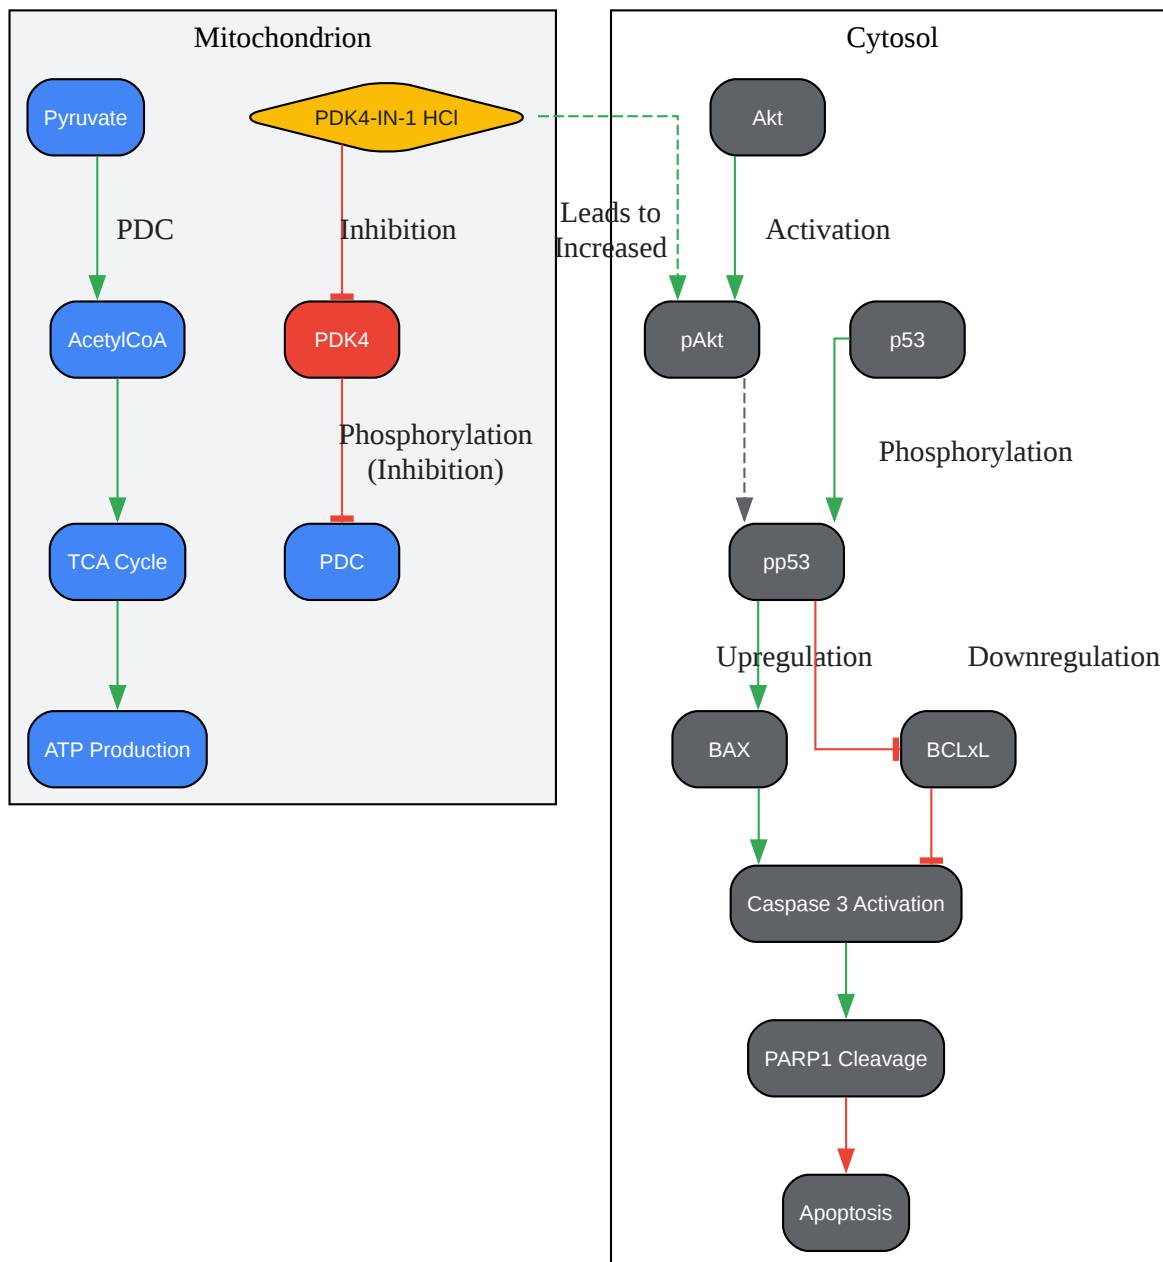 Mitochondrion
Pyruvate
PDK4-IN-1 HCl
PDC
Inhibition
AcetylCoA
PDK4
Phosphorylation
(Inhibition)
TCA Cycle
PDC
ATP Production
Leads to
Increased
Cytosol
Akt
Activation
pAkt
p53
Phosphorylation
pp53
Upregulation
Downregulation
BAX
BCLxL
Caspase 3 Activation
PARP1 Cleavage
Apoptosis